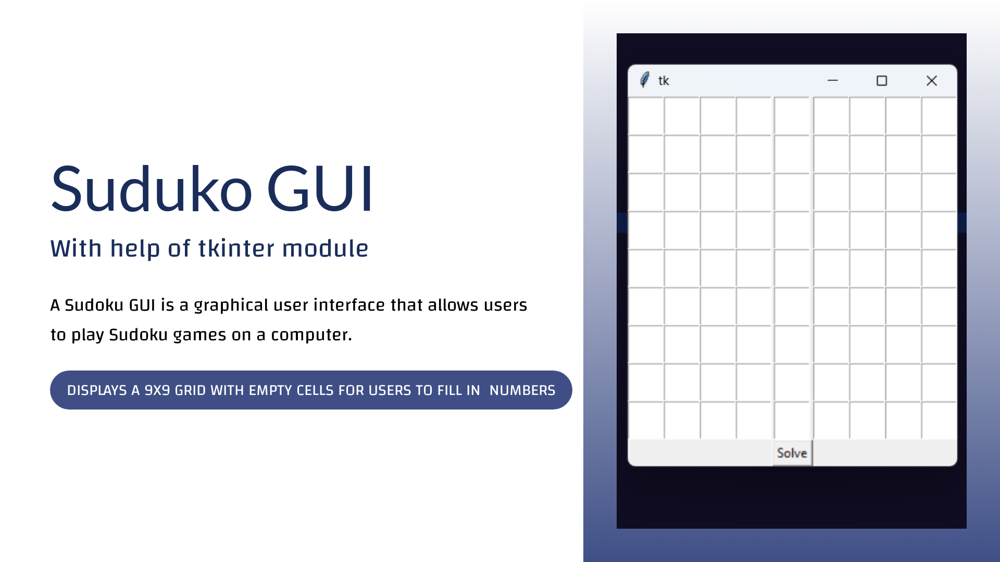 Suduko GUI
With help of tkinter module
A Sudoku GUI is a graphical user interface that allows users
to play Sudoku games on a computer.
DISPLAYS A 9X9 GRID WITH EMPTY CELLS FOR USERS TO FILL IN  NUMBERS
tk
Solve